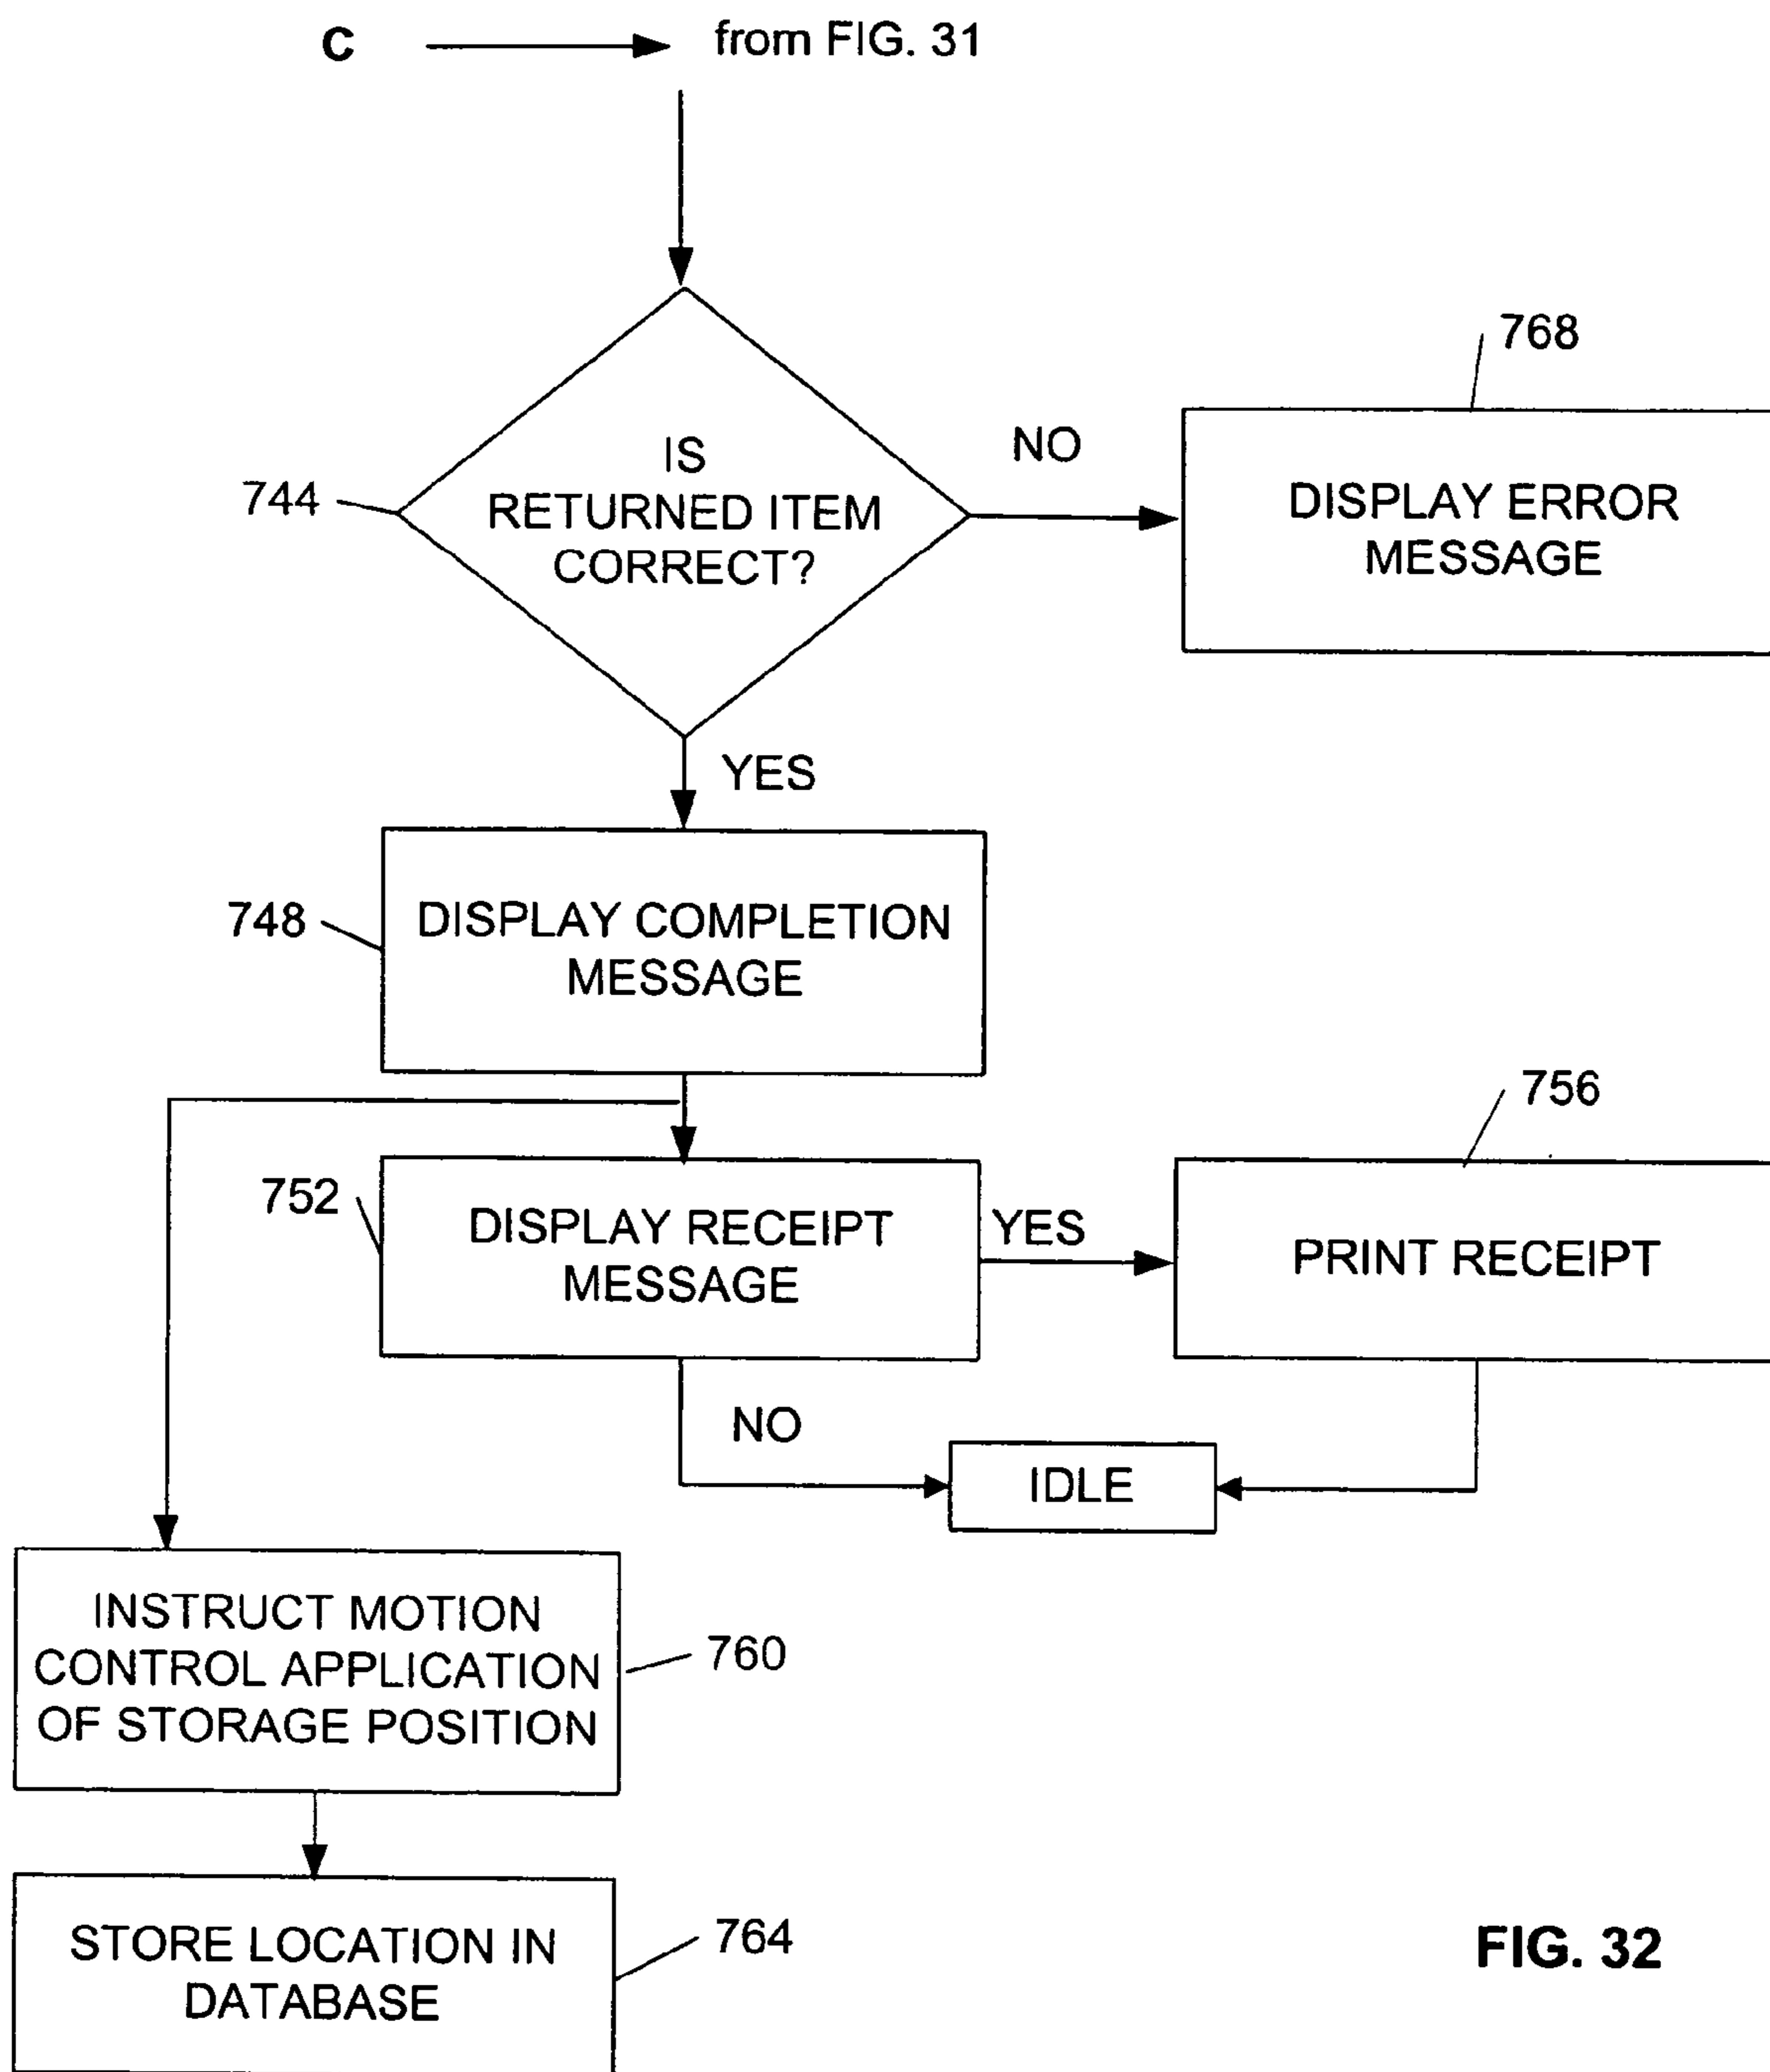 C from FIG. 31
768
IS
RETURNED ITEM
CORRECT?
744
NO
DISPLAY ERROR
MESSAGE
YES
748
DISPLAY COMPLETION
MESSAGE
756
752
DISPLAY RECEIPT
MESSAGE
YES
PRINT RECEIPT
NO
IDLE
INSTRUCT MOTION
CONTROL APPLICATION
OF STORAGE POSITION
760
STORE LOCATION IN
DATABASE
764
FIG. 32